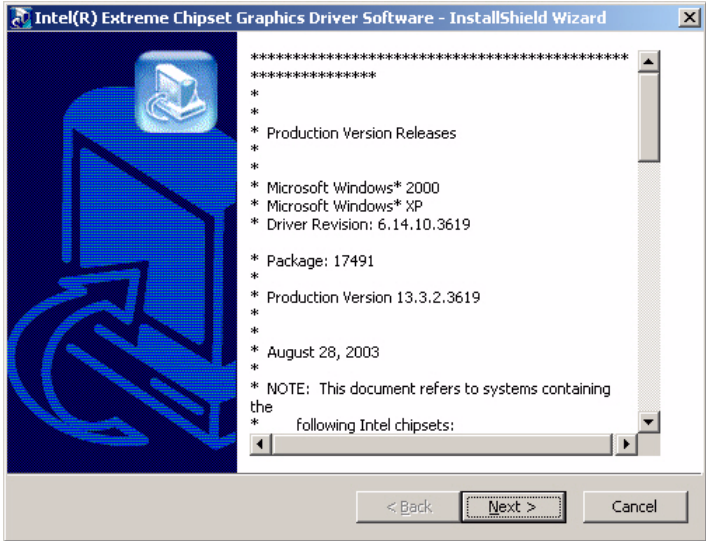 Intel(R) Extreme Chipset Graphics Driver Software - InstallShield Wizard
*********************************************
***************
*
*
* Production Version Releases
*
*
* Microsoft Windows* 2000
* Microsoft Windows* XP
* Driver Revision: 6.14.10.3619
* Package: 17491
*
* Production Version 13.3.2.3619
*
*
* August 28, 2003
*
* NOTE: This document refers to systems containing
the
* following Intel chipsets:
< Back
Next >
Cancel